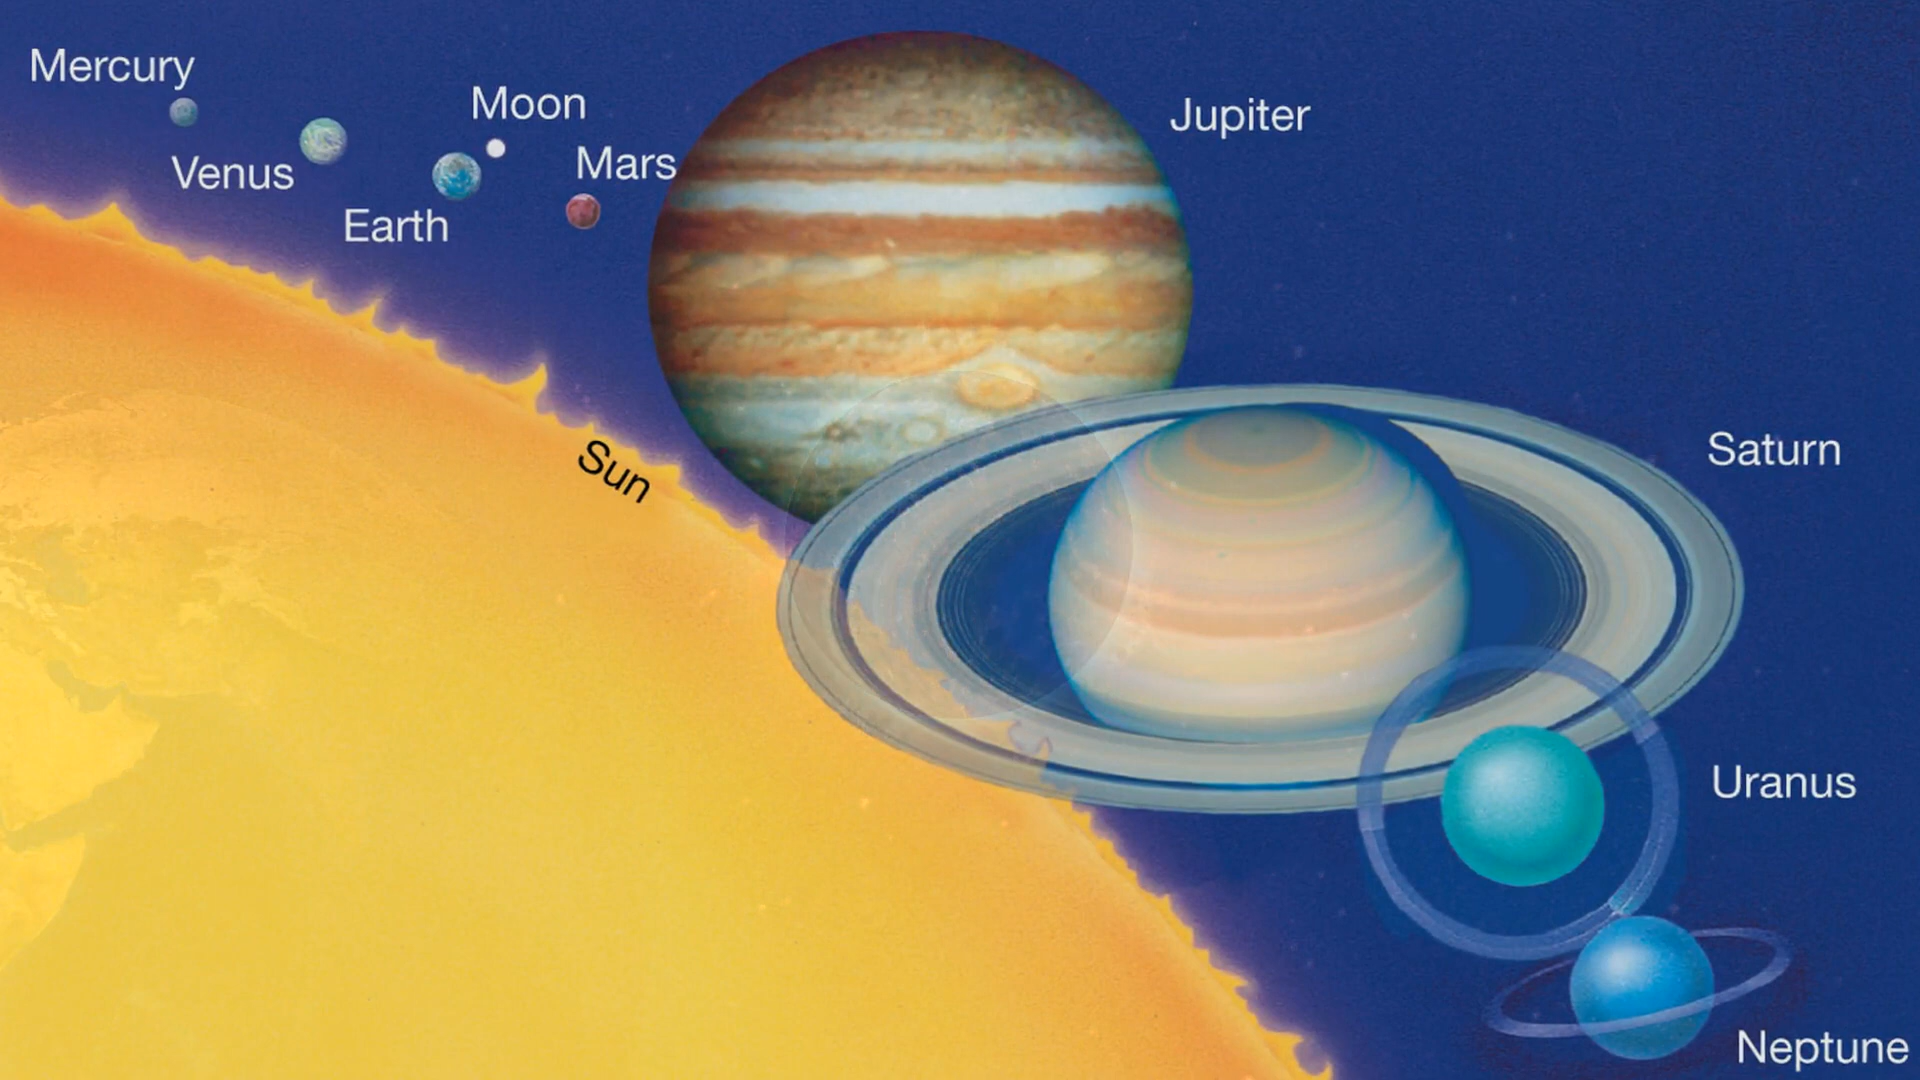 Mercury
Moon
Jupiter
Mars
Venus
Earth
Sun
Saturn
Uranus
Neptune